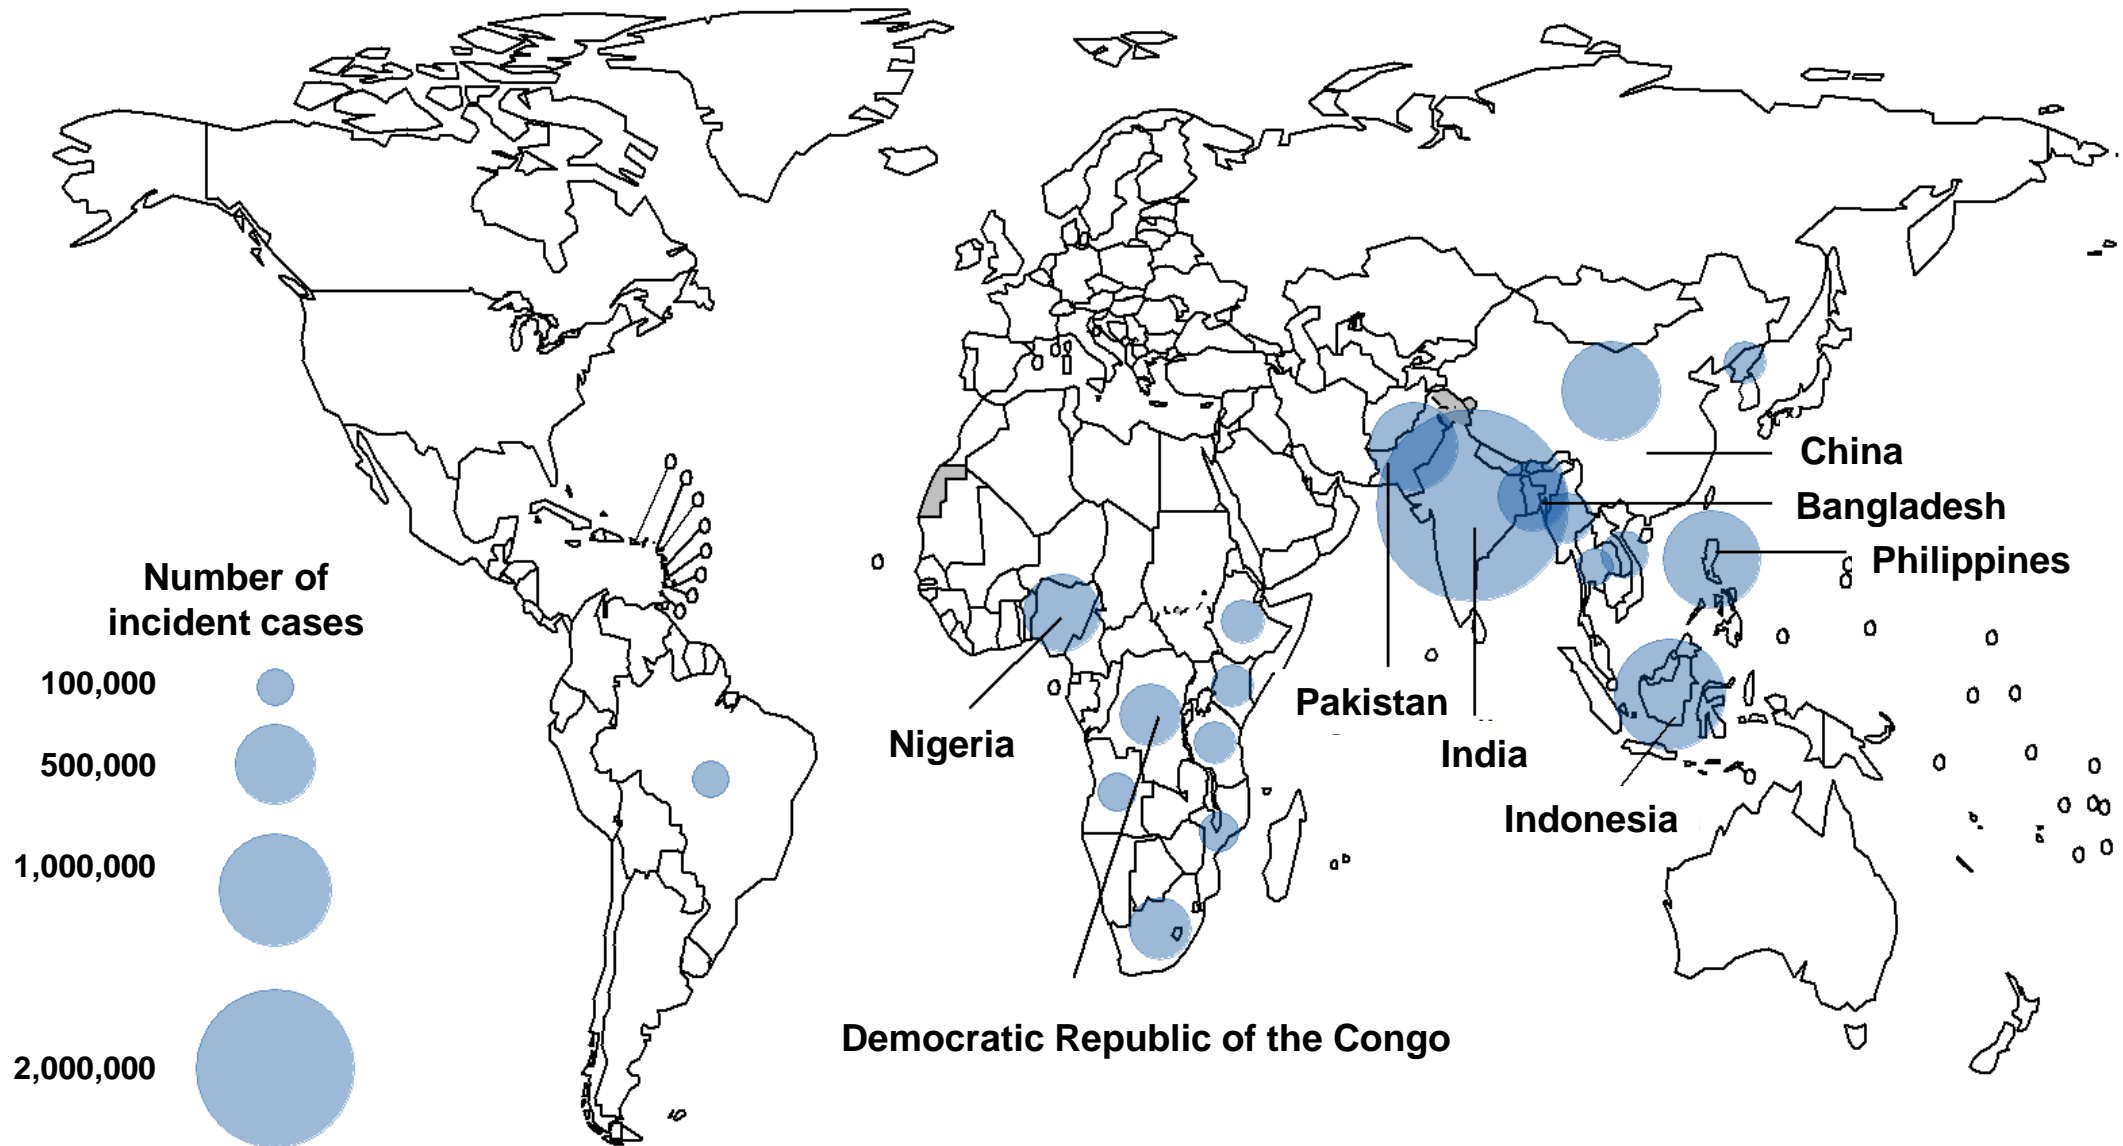 Number of
incident cases
100,000
500,000
1,000,000
2,000,000
China
Bangladesh
Philippines
Pakistan
Nigeria
India
Indonesia
Democratic Republic of the Congo